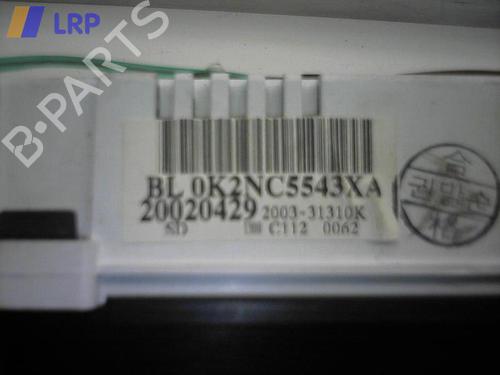 LRP
B-PARTS
BL 0K2NC5543XA
20020429 2003-31310K
SD C112 0062